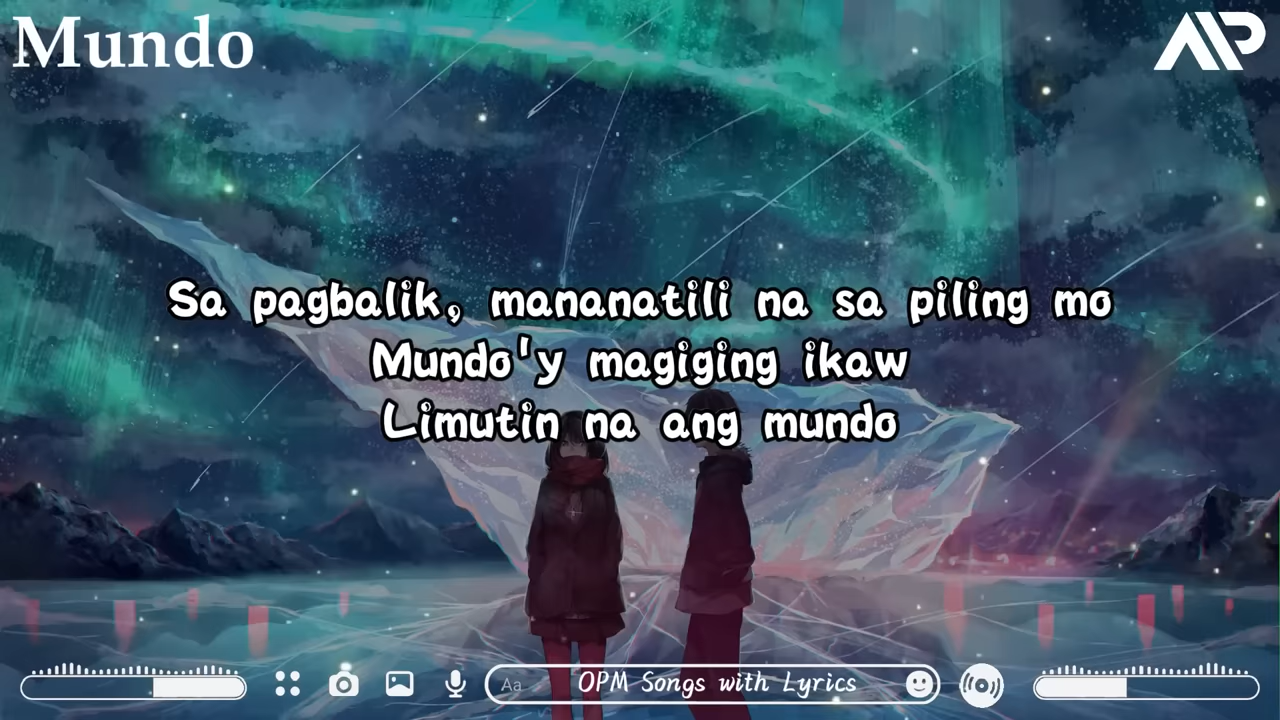 Mundo
AIP
Sa pagbalik, mananatili na sa piling mo
Mundo'y magiging ikaw
Limutin na ang mundo
Aa
OPM Songs with Lyrics